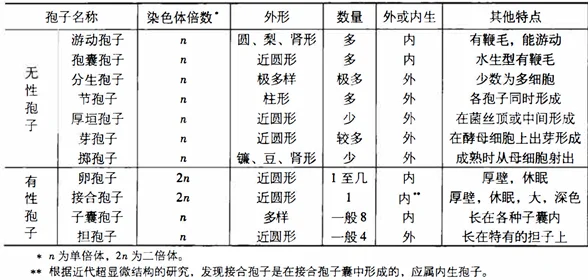 孢子名称 染色体倍数* 外形 数量 外或内生 其他特点
无性孢子
游动孢子 n 圆、梨、肾形 多 内 有鞭毛，能游动
孢囊孢子 n 近圆形 多 内 水生型有鞭毛
分生孢子 n 极多样 极多 外 少数为多细胞
节孢子 n 柱形 多 外 各孢子同时形成
厚垣孢子 n 近圆形 少 外 在菌丝顶或中间形成
芽孢子 n 近圆形 较多 外 在酵母细胞上出芽形成
掷孢子 n 镰、豆、肾形 少 外 成熟时从母细胞射出
有性孢子
卵孢子 2n 近圆形 1至几 内 厚壁，休眠
接合孢子 2n 近圆形 1 内** 厚壁，休眠，大，深色
子囊孢子 n 多样 一般8 内 长在各种子囊内
担孢子 n 近圆形 一般4 外 长在特有的担子上
* n为单倍体，2n为二倍体。
** 根据近代超显微结构的研究，发现接合孢子是在接合孢子囊中形成的，应属内生孢子。